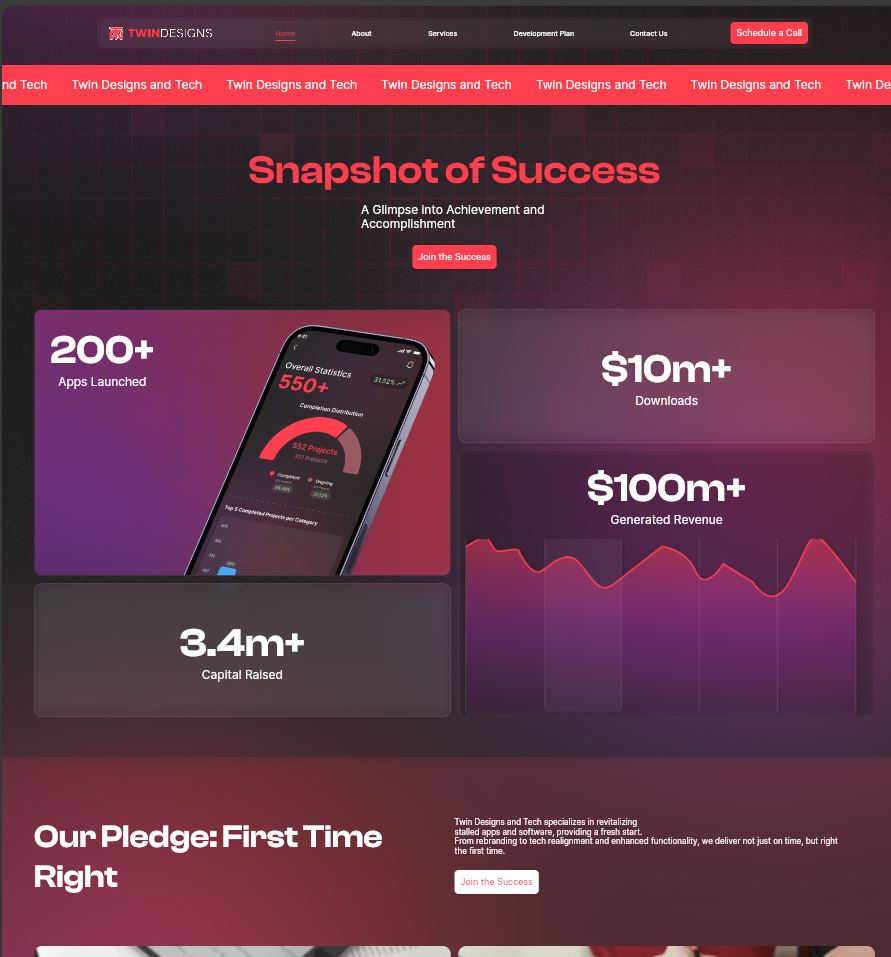 TWINDESIGNS
Home
About
Services
Development Plan
Contact Us
Schedule a Call
nd Tech Twin Designs and Tech Twin Designs and Tech Twin Designs and Tech Twin Designs and Tech Twin Designs and Tech Twin De
Snapshot of Success
A Glimpse into Achievement and
Accomplishment
Join the Success
200+
Apps Launched
9:41
Overall Statistics
550+
31.52%
Completion Distribution
552 Projects
312 Projects
Completed
Ongoing
Top 5 Completed Projects per Category
$10m+
Downloads
$100m+
Generated Revenue
3.4m+
Capital Raised
Our Pledge: First Time
Right
Twin Designs and Tech specializes in revitalizing
stalled apps and software, providing a fresh start.
From rebranding to tech realignment and enhanced functionality, we deliver not just on time, but right
the first time.
Join the Success